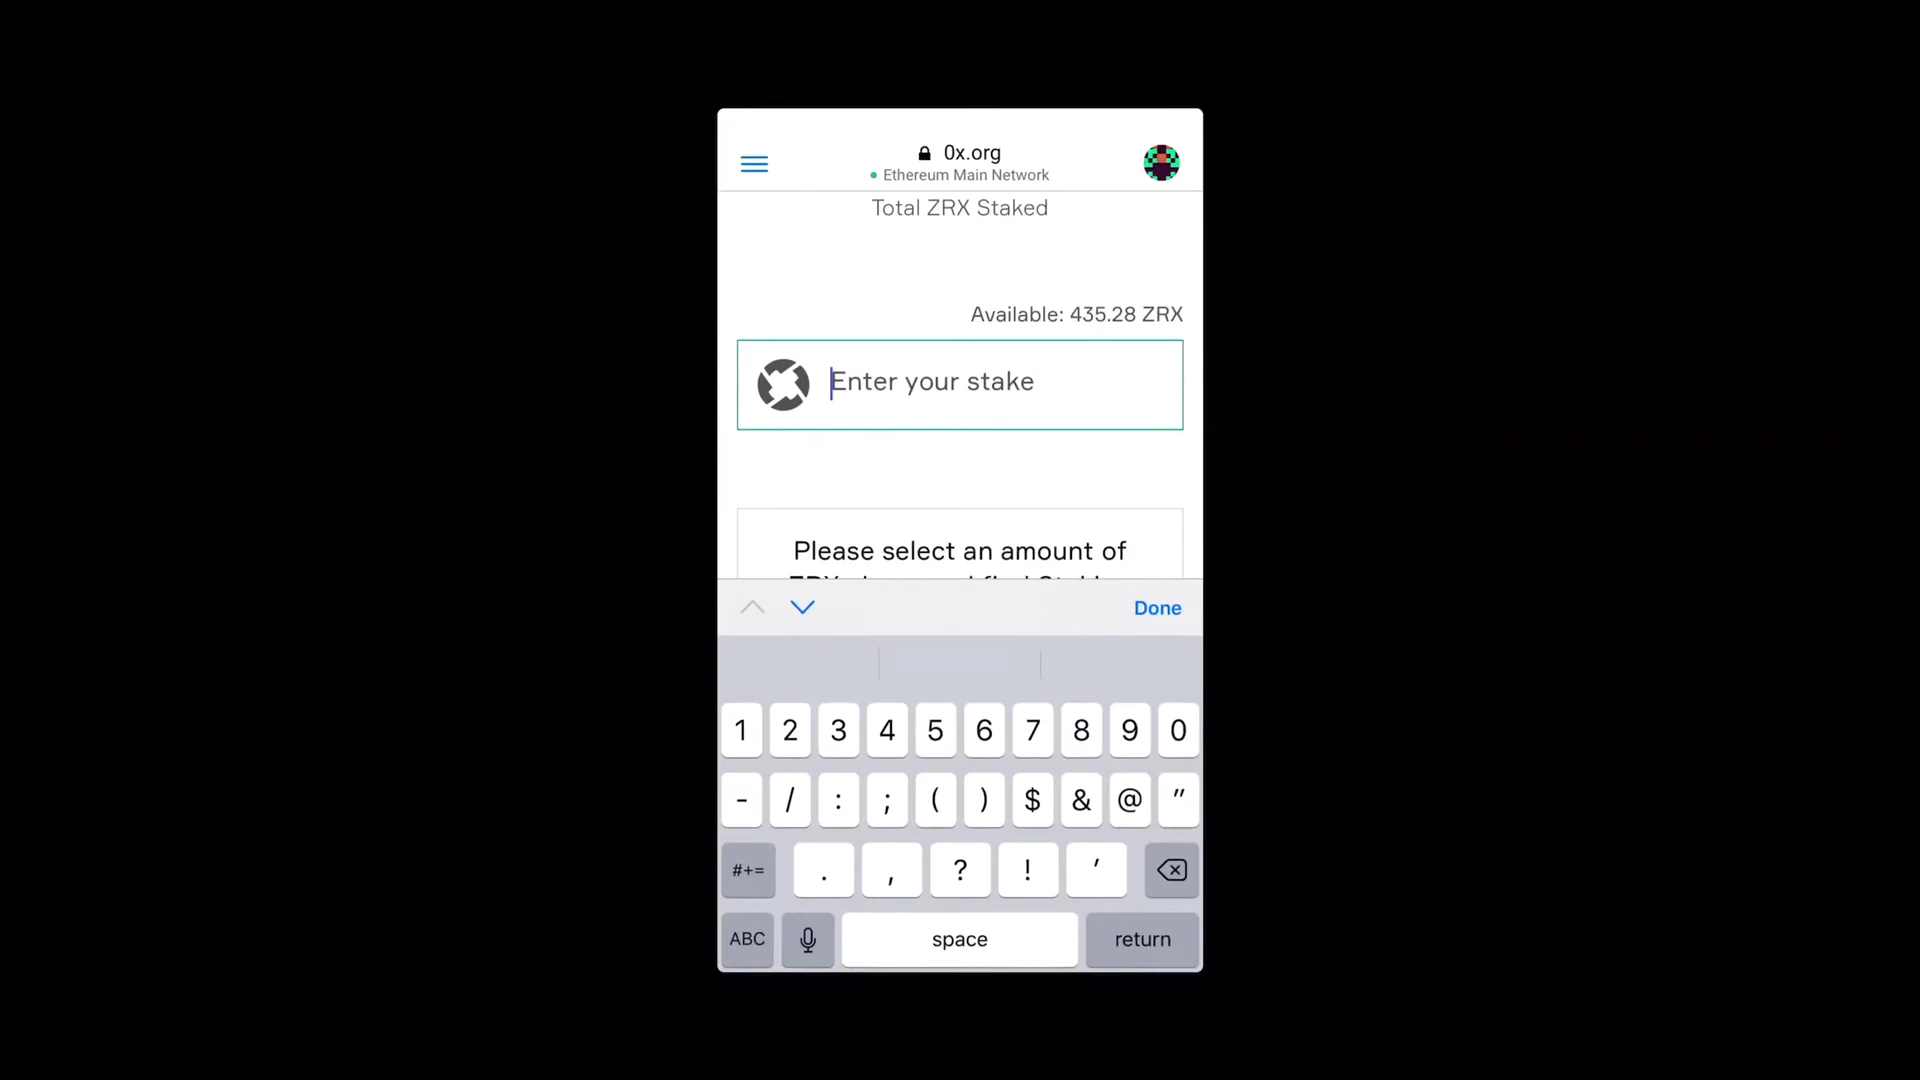 0x.org
Ethereum Main Network
Total ZRX Staked
Available: 435.28 ZRX
Enter your stake
Please select an amount of
Done
1 2 3 4 5 6 7 8 9 0
- / : ; ( ) $ & @ "
#+= . , ? ! '
ABC space return